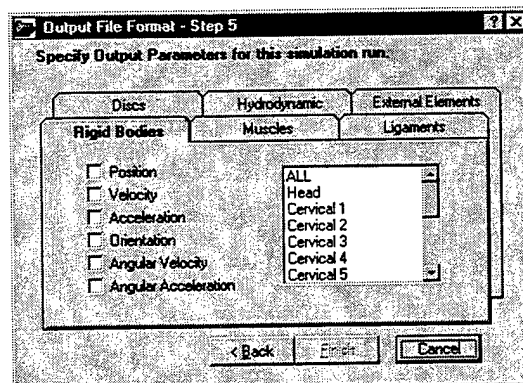 Output File Format - Step 5
Specify Output Parameters for this simulation run.
Discs
Hydrodynamic
External Elements
Rigid Bodies
Muscles
Ligaments
Position
Velocity
Acceleration
Orientation
Angular Velocity
Angular Acceleration
ALL
Head
Cervical 1
Cervical 2
Cervical 3
Cervical 4
Cervical 5
< Back
Finish
Cancel